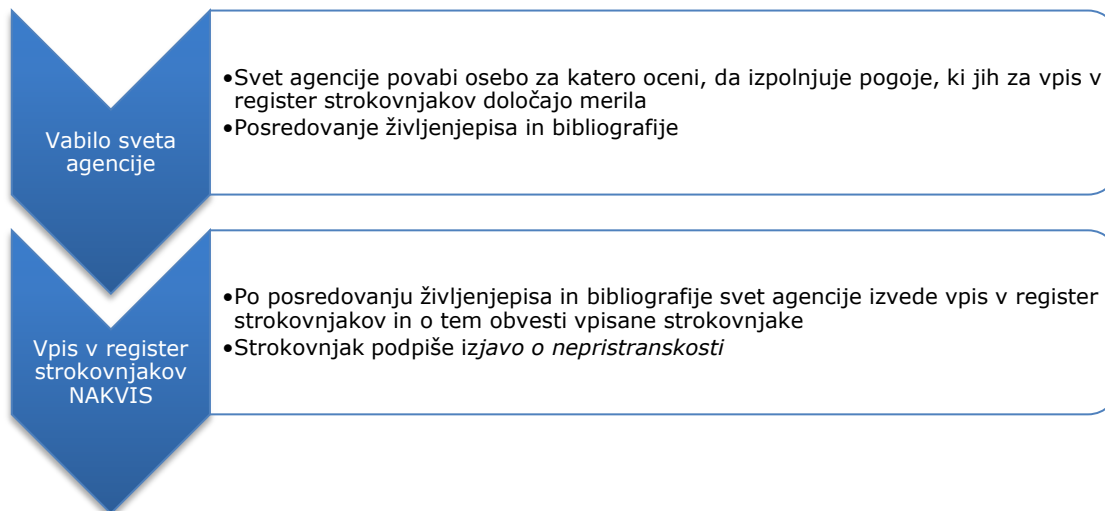 Vabilo sveta
agencije
•Svet agencije povabi osebo za katero oceni, da izpolnjuje pogoje, ki jih za vpis v
register strokovnjakov določajo merila
•Posredovanje življenjepisa in bibliografije
Vpis v register
strokovnjakov
NAKVIS
•Po posredovanju življenjepisa in bibliografije svet agencije izvede vpis v register
strokovnjakov in o tem obvesti vpisane strokovnjake
•Strokovnjak podpiše izjavo o nepristranskosti